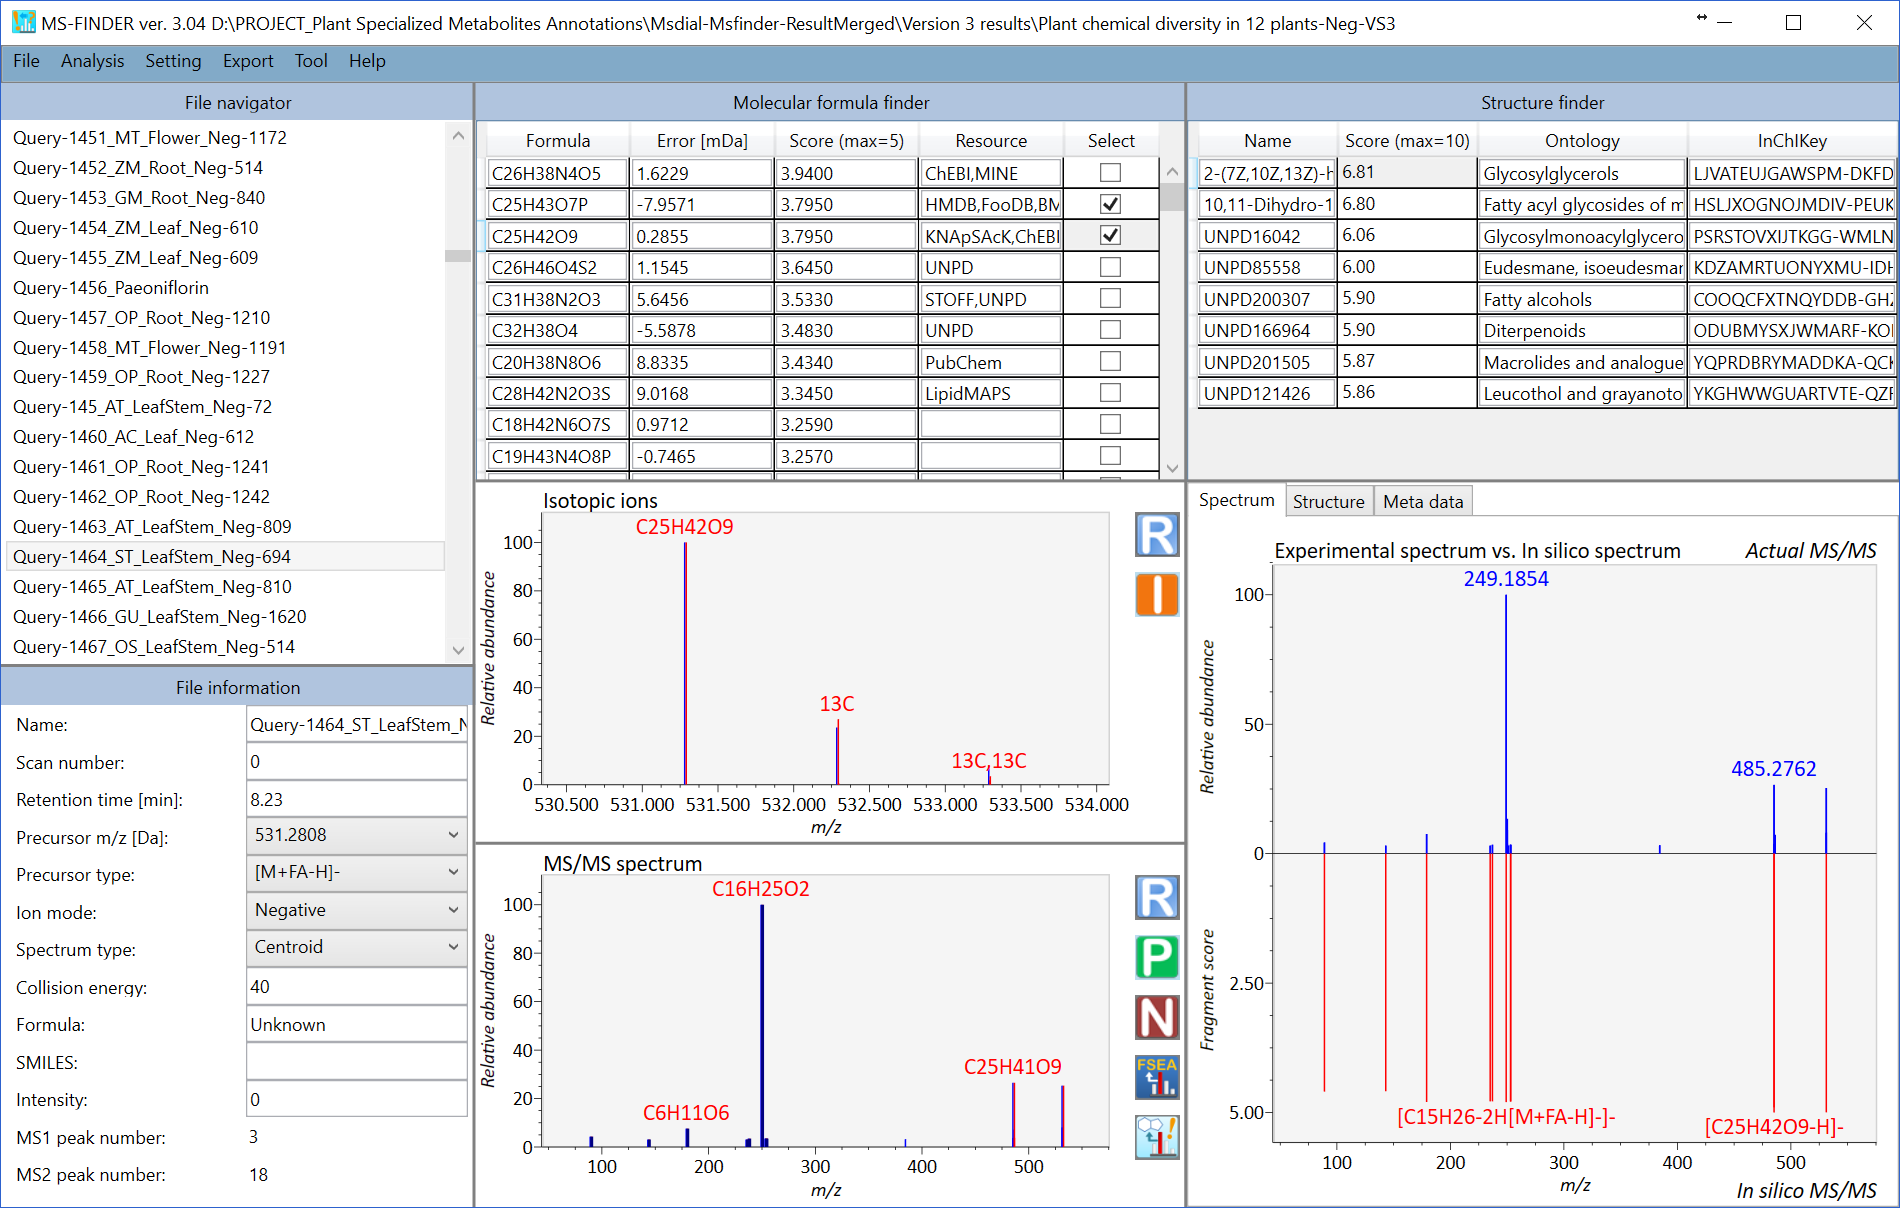 MS-FINDER ver. 3.04 D:\PROJECT_Plant Specialized Metabolites Annotations\Msdial-Msfinder-ResultMerged\Version 3 results\Plant chemical diversity in 12 plants-Neg-VS3
File Analysis Setting Export Tool Help
File navigator
Query-1451_MT_Flower_Neg-1172
Query-1452_ZM_Root_Neg-514
Query-1453_GM_Root_Neg-840
Query-1454_ZM_Leaf_Neg-610
Query-1455_ZM_Leaf_Neg-609
Query-1456_Paeoniflorin
Query-1457_OP_Root_Neg-1210
Query-1458_MT_Flower_Neg-1191
Query-1459_OP_Root_Neg-1227
Query-145_AT_LeafStem_Neg-72
Query-1460_AC_Leaf_Neg-612
Query-1461_OP_Root_Neg-1241
Query-1462_OP_Root_Neg-1242
Query-1463_AT_LeafStem_Neg-809
Query-1464_ST_LeafStem_Neg-694
Query-1465_AT_LeafStem_Neg-810
Query-1466_GU_LeafStem_Neg-1620
Query-1467_OS_LeafStem_Neg-514
File information
Name: Query-1464_ST_LeafStem_N
Scan number: 0
Retention time [min]: 8.23
Precursor m/z [Da]: 531.2808
Precursor type: [M+FA-H]-
Ion mode: Negative
Spectrum type: Centroid
Collision energy: 40
Formula: Unknown
SMILES:
Intensity: 0
MS1 peak number: 3
MS2 peak number: 18
Molecular formula finder
Formula Error [mDa] Score (max=5) Resource Select
C26H38N4O5 1.6229 3.9400 ChEBI,MINE
C25H43O7P -7.9571 3.7950 HMDB,FooDB,BM
C25H42O9 0.2855 3.7950 KNApSAcK,ChEBI
C26H46O4S2 1.1545 3.6450 UNPD
C31H38N2O3 5.6456 3.5330 STOFF,UNPD
C32H38O4 -5.5878 3.4830 UNPD
C20H38N8O6 8.8335 3.4340 PubChem
C28H42N2O3S 9.0168 3.3450 LipidMAPS
C18H42N6O7S 0.9712 3.2590
C19H43N4O8P -0.7465 3.2570
Isotopic ions
C25H42O9
13C
13C,13C
Relative abundance
100
80
60
40
20
0
530.500 531.000 531.500 532.000 532.500 533.000 533.500 534.000
m/z
R
I
MS/MS spectrum
C16H25O2
C25H41O9
C6H11O6
Relative abundance
100
80
60
40
20
0
100 200 300 400 500
m/z
R
P
N
FSEA
Structure finder
Name Score (max=10) Ontology InChIKey
2-(7Z,10Z,13Z)-h 6.81 Glycosylglycerols LJVATEUJGAWSPM-DKFD
10,11-Dihydro-1 6.80 Fatty acyl glycosides of m HSLJXOGNOJMDIV-PEUK
UNPD16042 6.06 Glycosylmonoacylglycero PSRSTOVXIJTKGG-WMLN
UNPD85558 6.00 Eudesmane, isoeudesmar KDZAMRTUONYXMU-IDH
UNPD200307 5.90 Fatty alcohols COOQCFXTNQYDDB-GHZ
UNPD166964 5.90 Diterpenoids ODUBMYSXJWMARF-KOI
UNPD201505 5.87 Macrolides and analogue YQPRDBRYMADDKA-QCK
UNPD121426 5.86 Leucothol and grayanoto YKGHWWGUARTVTE-QZF
Spectrum Structure Meta data
Experimental spectrum vs. In silico spectrum Actual MS/MS
249.1854
485.2762
Relative abundance
100
50
0
Fragment score
2.50
5.00
[C15H26-2H[M+FA-H]-]-
[C25H42O9-H]-
100 200 300 400 500
m/z
In silico MS/MS